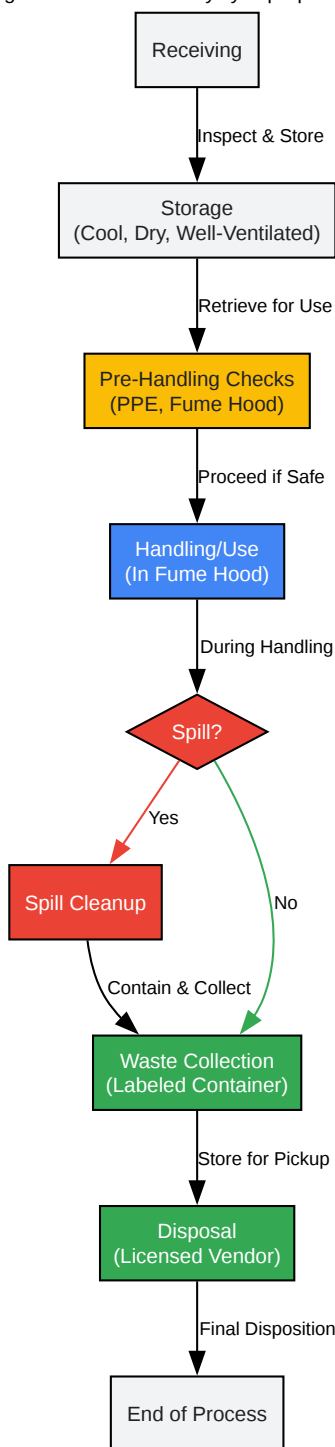 Receiving
Inspect & Store
Storage
(Cool, Dry, Well-Ventilated)
Retrieve for Use
Pre-Handling Checks
(PPE, Fume Hood)
Proceed if Safe
Handling/Use
(In Fume Hood)
During Handling
Spill?
Yes
Spill Cleanup
No
Contain & Collect
Waste Collection
(Labeled Container)
Store for Pickup
Disposal
(Licensed Vendor)
Final Disposition
End of Process